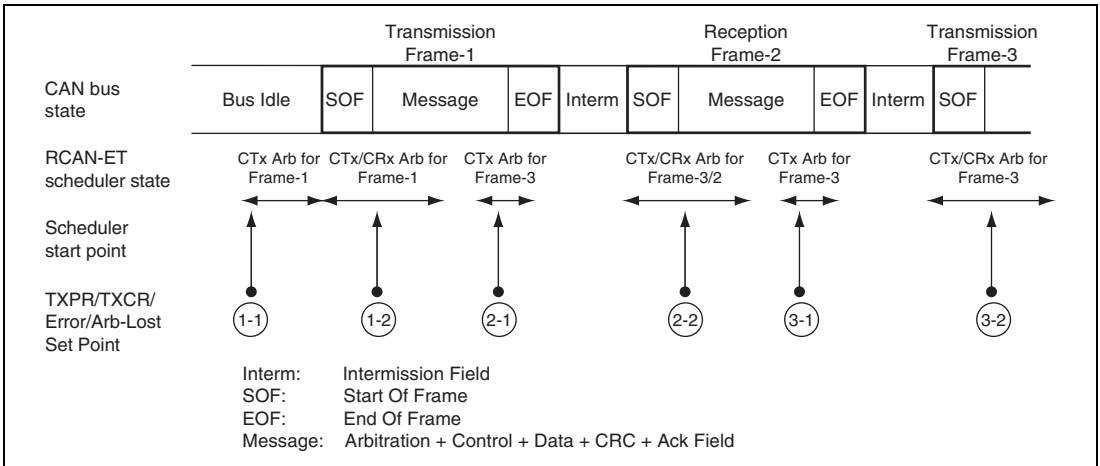 Transmission
Frame-1
Reception
Frame-2
Transmission
Frame-3
CAN bus
state
Bus Idle
SOF
Message
EOF
Interm
SOF
Message
EOF
Interm
SOF
RCAN-ET
scheduler state
CTx Arb for
Frame-1
CTx/CRx Arb for
Frame-1
CTx Arb for
Frame-3
CTx/CRx Arb for
Frame-3/2
CTx Arb for
Frame-3
CTx/CRx Arb for
Frame-3
Scheduler
start point
TXPR/TXCR/
Error/Arb-Lost
Set Point
1-1
1-2
2-1
2-2
3-1
3-2
Interm: Intermission Field
SOF: Start Of Frame
EOF: End Of Frame
Message: Arbitration + Control + Data + CRC + Ack Field